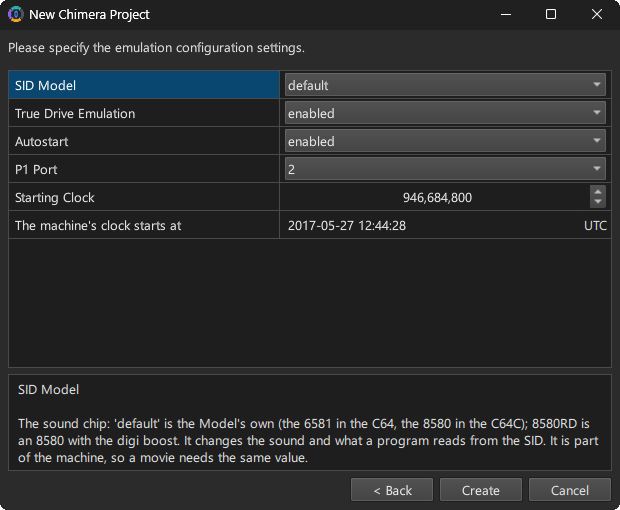 New Chimera Project
Please specify the emulation configuration settings.
SID Model default
True Drive Emulation enabled
Autostart enabled
P1 Port 2
Starting Clock 946,684,800
The machine's clock starts at 2017-05-27 12:44:28 UTC
SID Model
The sound chip: 'default' is the Model's own (the 6581 in the C64, the 8580 in the C64C); 8580RD is
an 8580 with the digi boost. It changes the sound and what a program reads from the SID. It is part
of the machine, so a movie needs the same value.
< Back Create Cancel